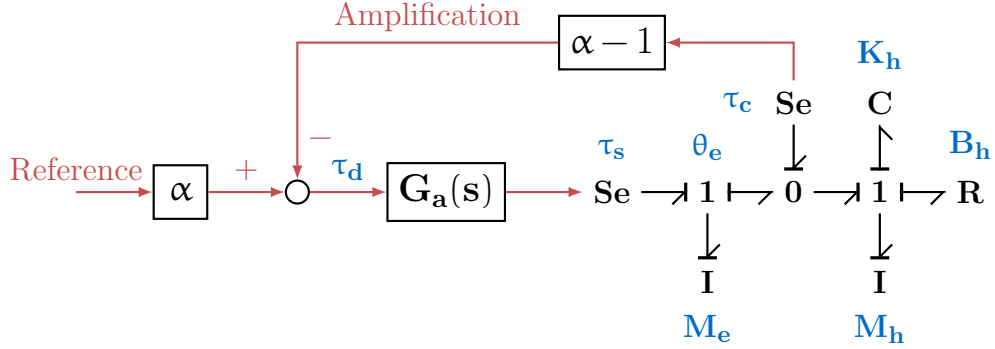 Amplification
α − 1
K_h
τ_c Se C
Reference α + − τ_d G_a(s) τ_s θ_e B_h
Se 1 0 1 R
I I
M_e M_h